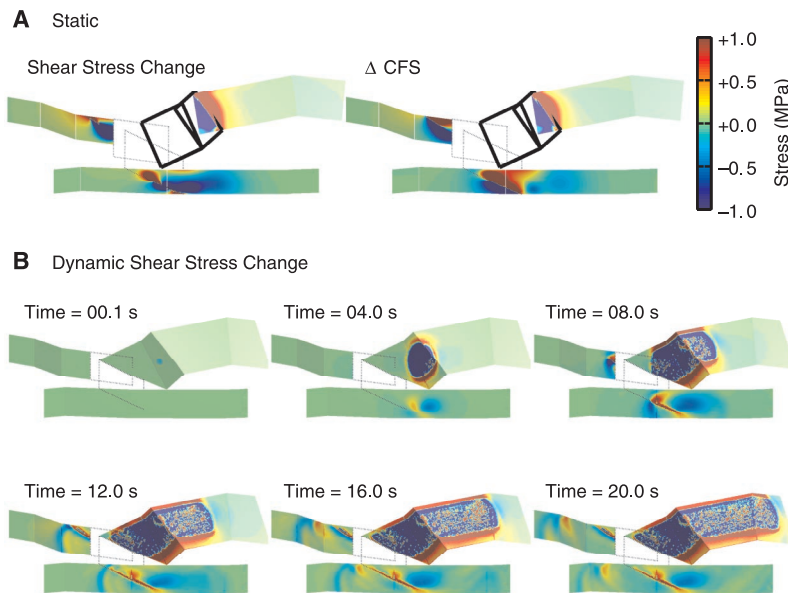 A Static
Shear Stress Change
Δ CFS
+1.0
+0.5
+0.0
−0.5
−1.0
Stress (MPa)
B Dynamic Shear Stress Change
Time = 00.1 s
Time = 04.0 s
Time = 08.0 s
Time = 12.0 s
Time = 16.0 s
Time = 20.0 s